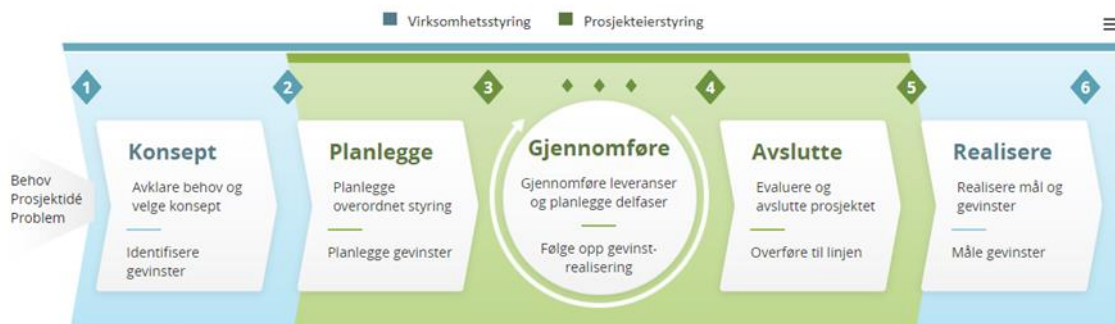 Virksomhetsstyring
Prosjekteierstyring
1
2
3
4
5
6
Behov
Prosjektidé
Problem
Konsept
Avklare behov og
velge konsept
Identifisere
gevinster
Planlegge
Planlegge
overordnet styring
Planlegge gevinster
Gjennomføre
Gjennomføre leveranser
og planlegge delfaser
Følge opp gevinst-
realisering
Avslutte
Evaluere og
avslutte prosjektet
Overføre til linjen
Realisere
Realisere mål og
gevinster
Måle gevinster